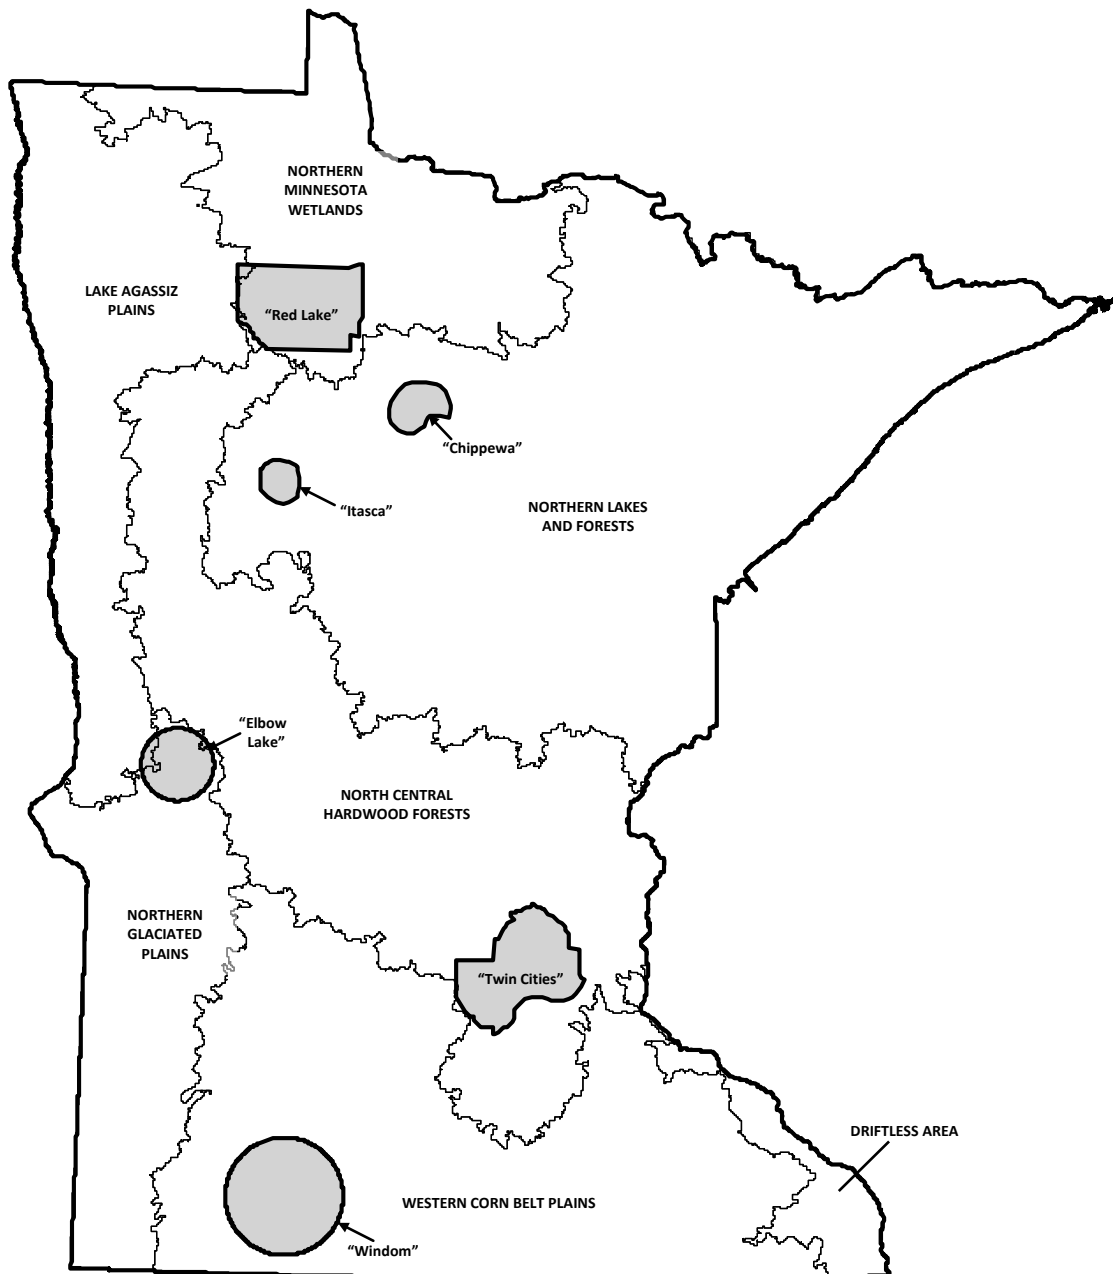 NORTHERN
MINNESOTA
WETLANDS
LAKE AGASSIZ
PLAINS
“Red Lake”
“Chippewa”
“Itasca”
NORTHERN LAKES
AND FORESTS
“Elbow
Lake”
NORTH CENTRAL
HARDWOOD FORESTS
NORTHERN
GLACIATED
PLAINS
“Twin Cities”
DRIFTLESS AREA
WESTERN CORN BELT PLAINS
“Windom”